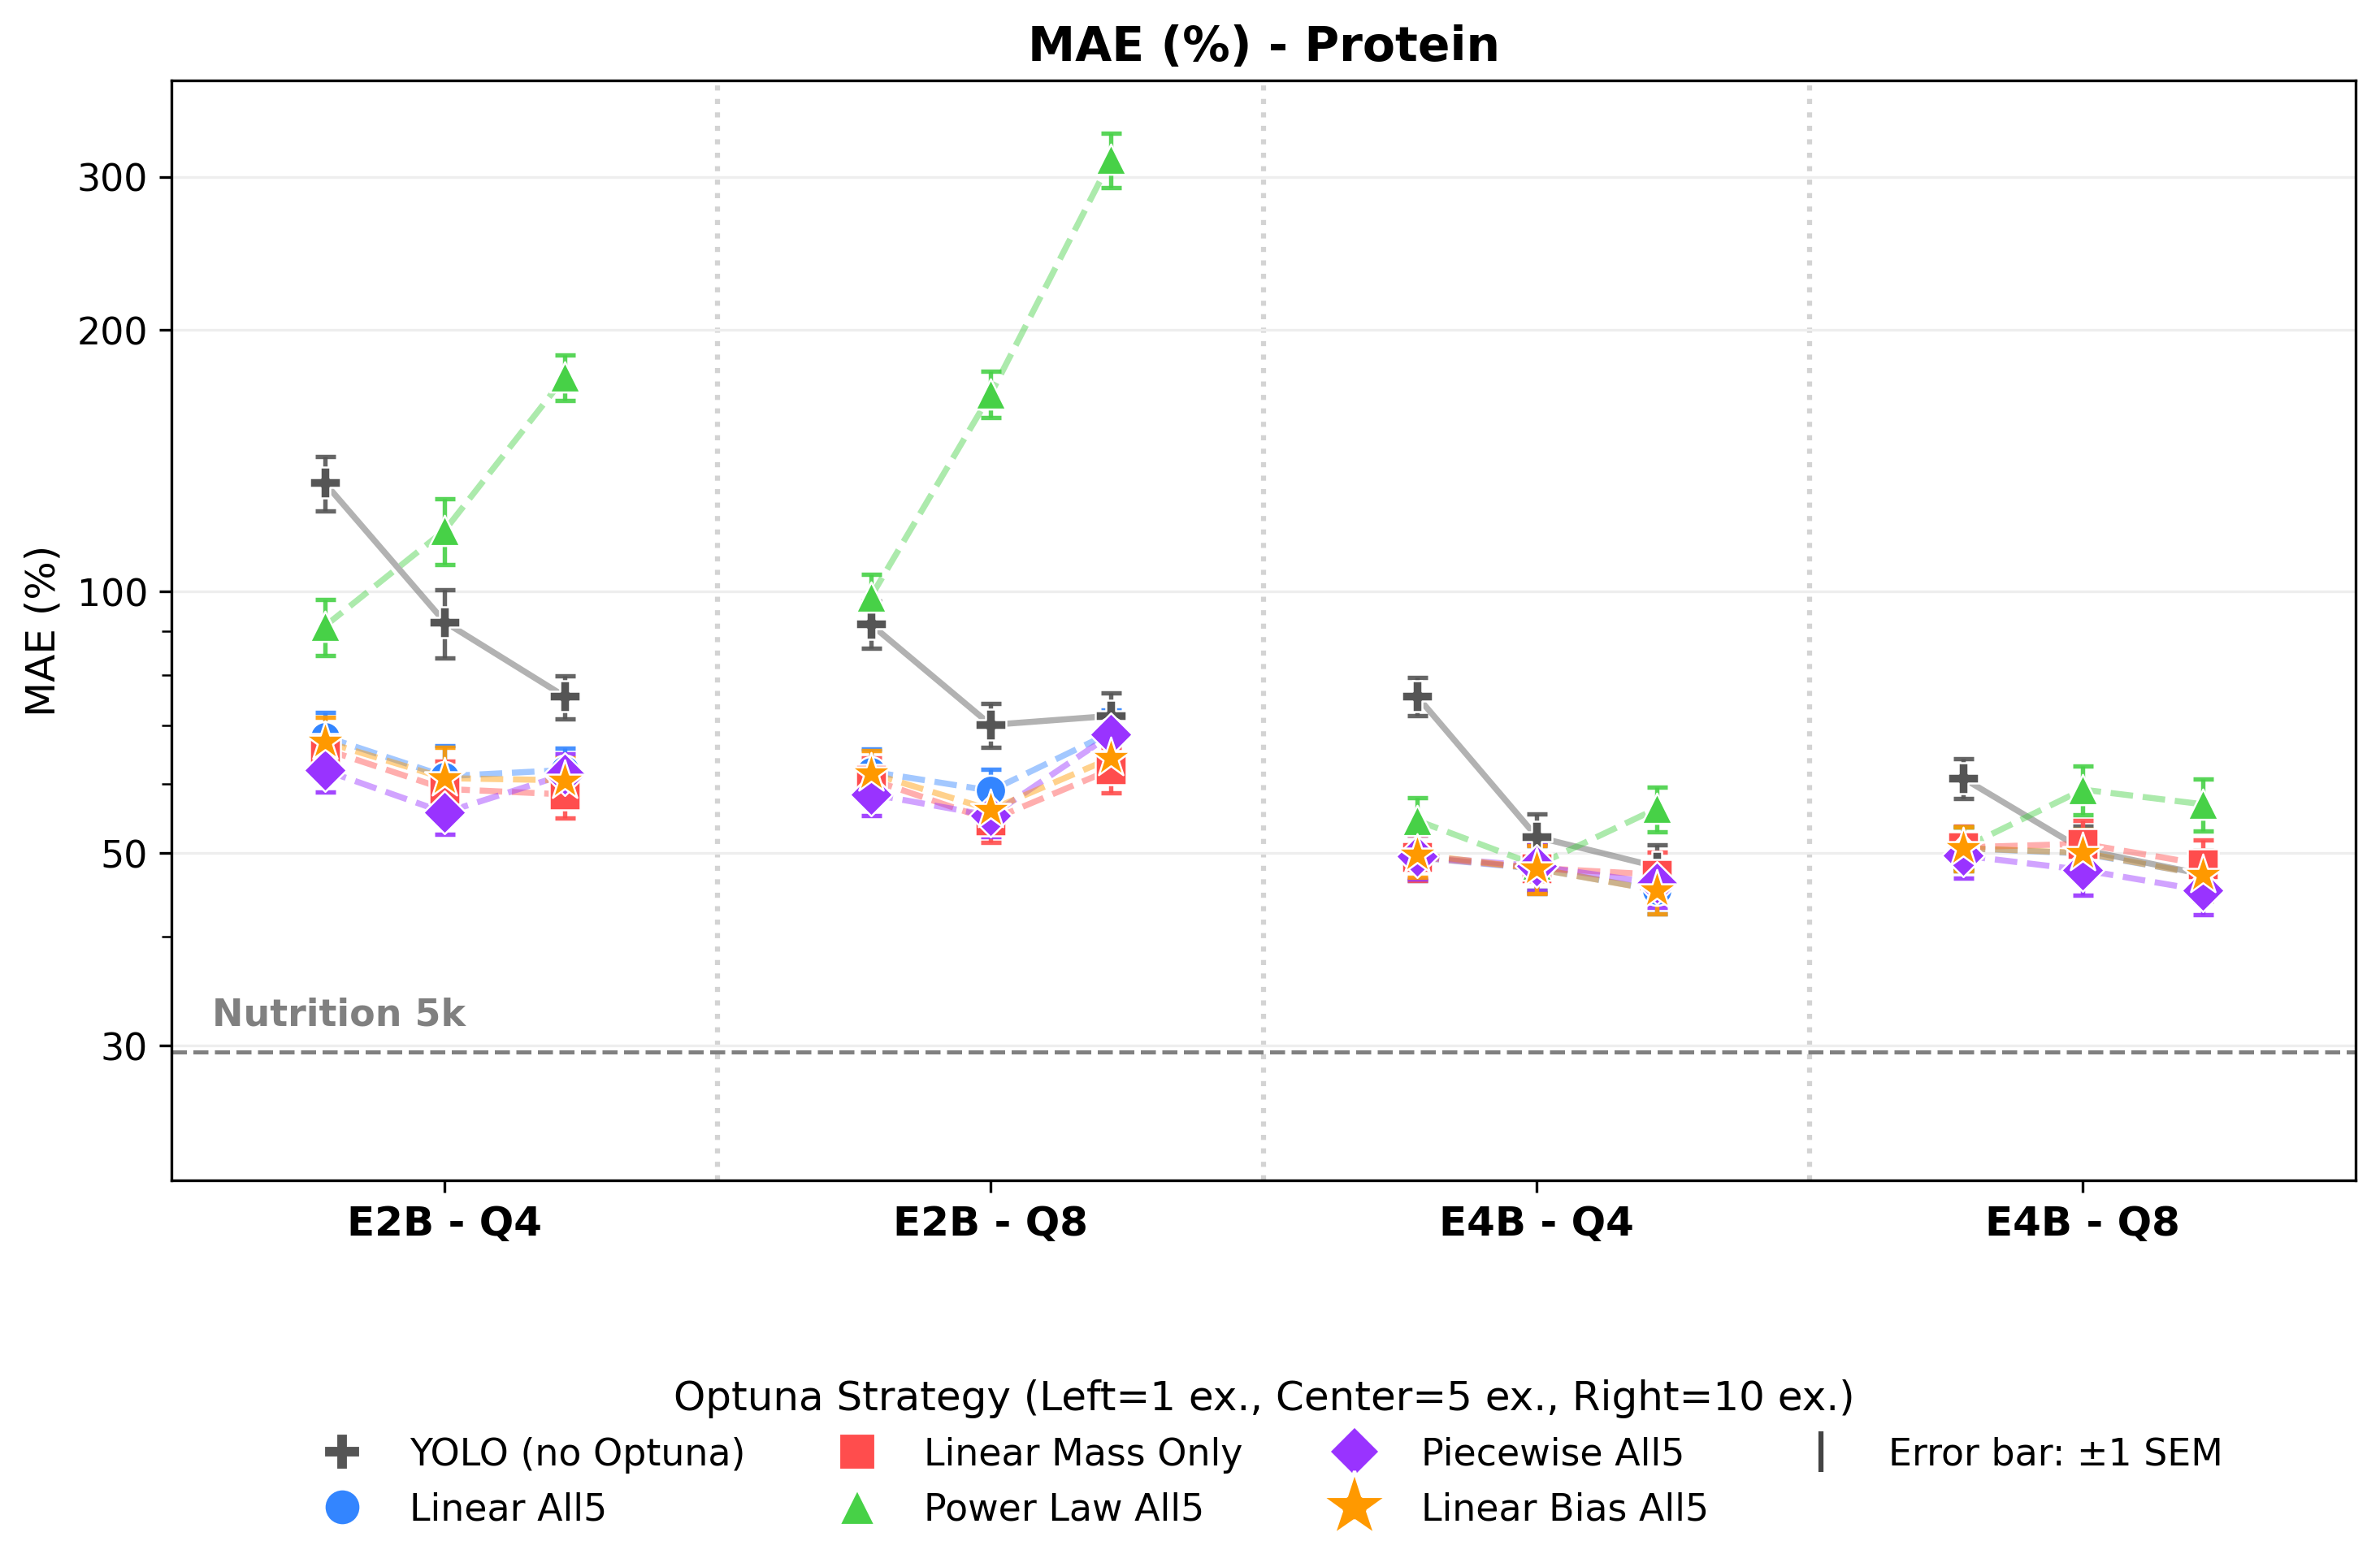 MAE (%) - Protein
MAE (%)
300
200
100
50
30
Nutrition 5k
E2B - Q4
E2B - Q8
E4B - Q4
E4B - Q8
Optuna Strategy (Left=1 ex., Center=5 ex., Right=10 ex.)
YOLO (no Optuna)
Linear Mass Only
Piecewise All5
Error bar: ±1 SEM
Linear All5
Power Law All5
Linear Bias All5